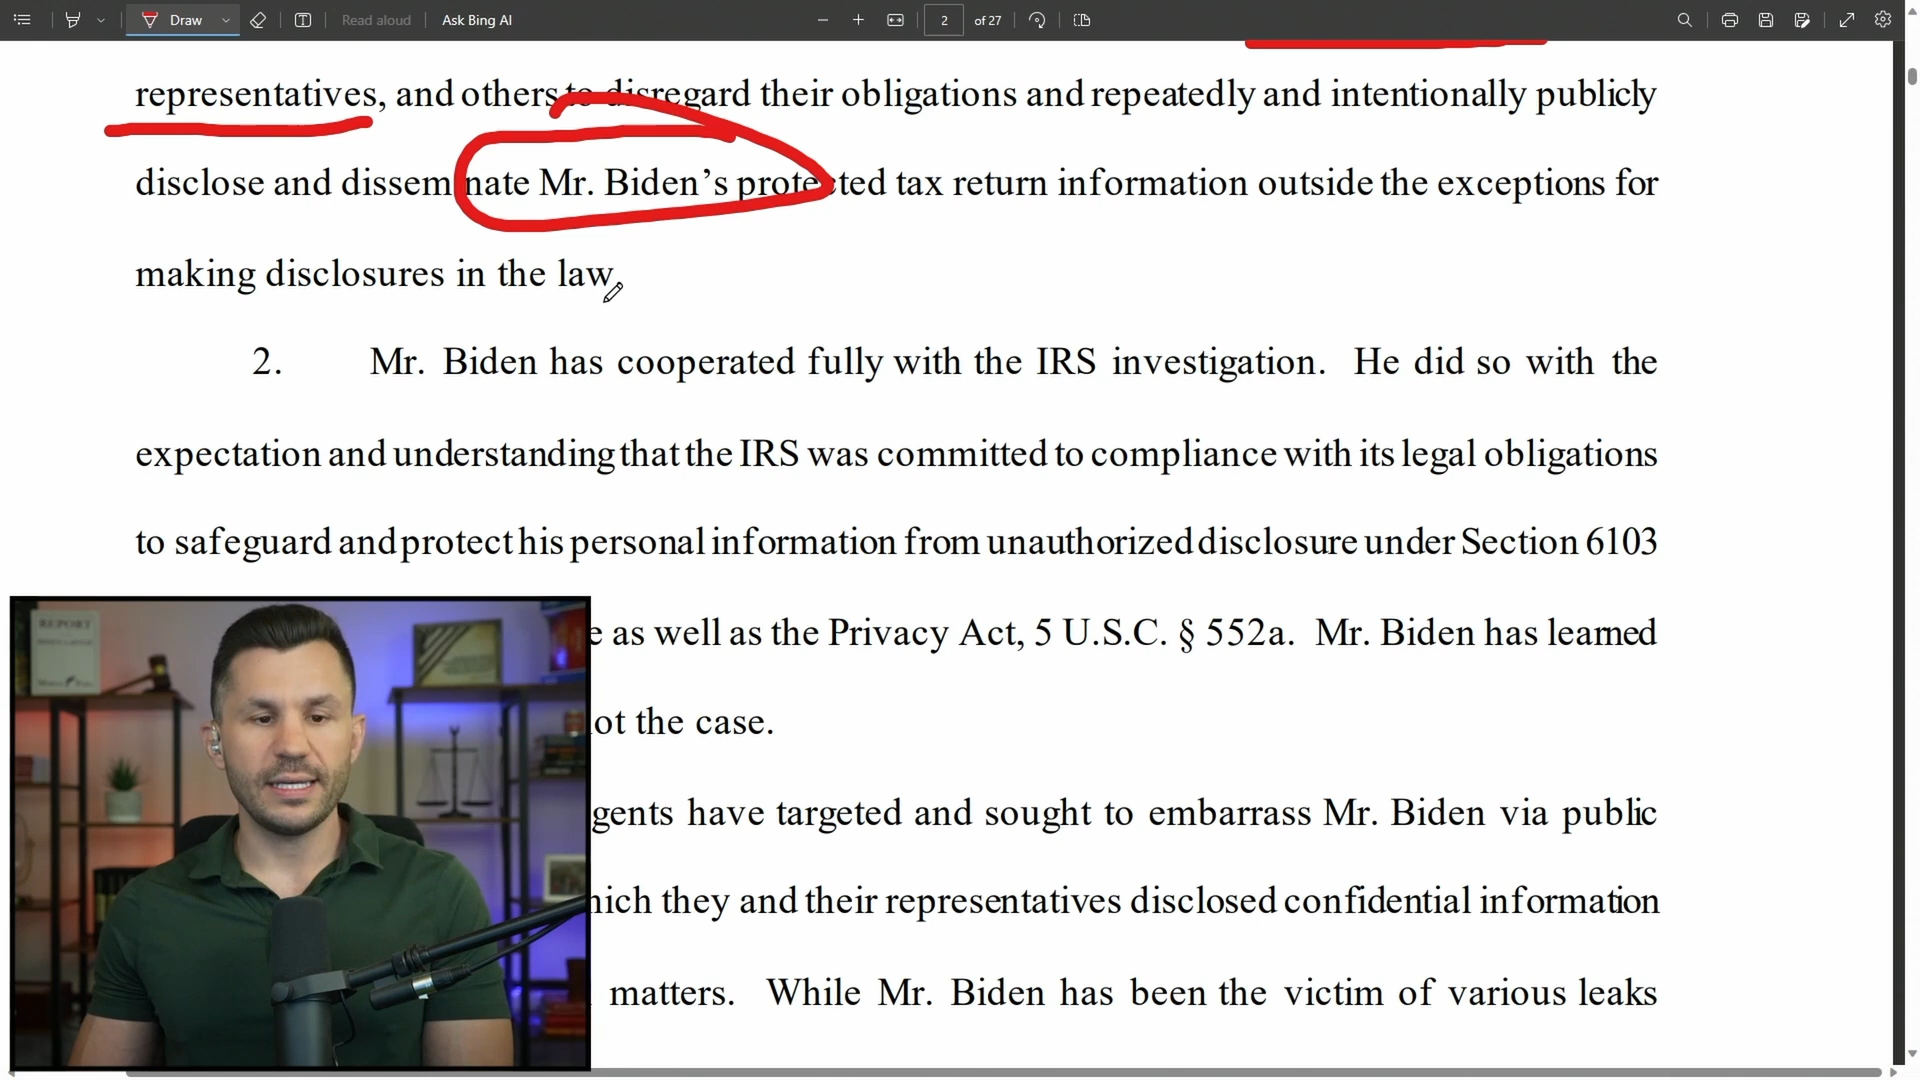 Draw Read aloud Ask Bing AI 2 of 27
representatives, and others to disregard their obligations and repeatedly and intentionally publicly
disclose and disseminate Mr. Biden’s protected tax return information outside the exceptions for
making disclosures in the law.
2. Mr. Biden has cooperated fully with the IRS investigation. He did so with the
expectation and understanding that the IRS was committed to compliance with its legal obligations
to safeguard and protect his personal information from unauthorized disclosure under Section 6103
e as well as the Privacy Act, 5 U.S.C. § 552a. Mr. Biden has learned
ot the case.
gents have targeted and sought to embarrass Mr. Biden via public
hich they and their representatives disclosed confidential information
matters. While Mr. Biden has been the victim of various leaks
REPORT